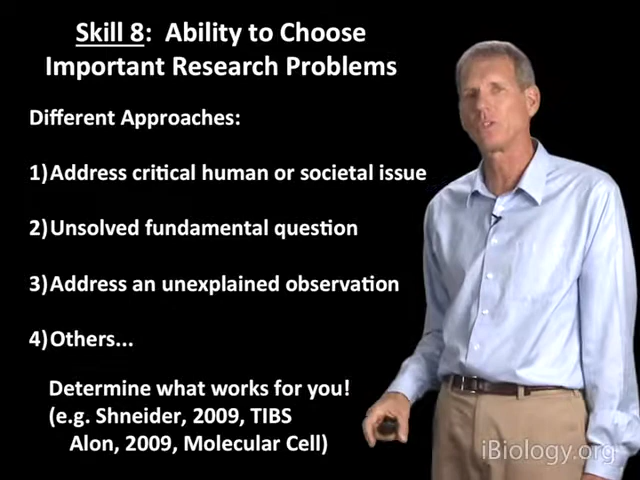 Skill 8:  Ability to Choose
Important Research Problems
Different Approaches:
1) Address critical human or societal issue
2) Unsolved fundamental question
3) Address an unexplained observation
4) Others...
Determine what works for you!
(e.g. Shneider, 2009, TIBS
Alon, 2009, Molecular Cell)
iBiology.org